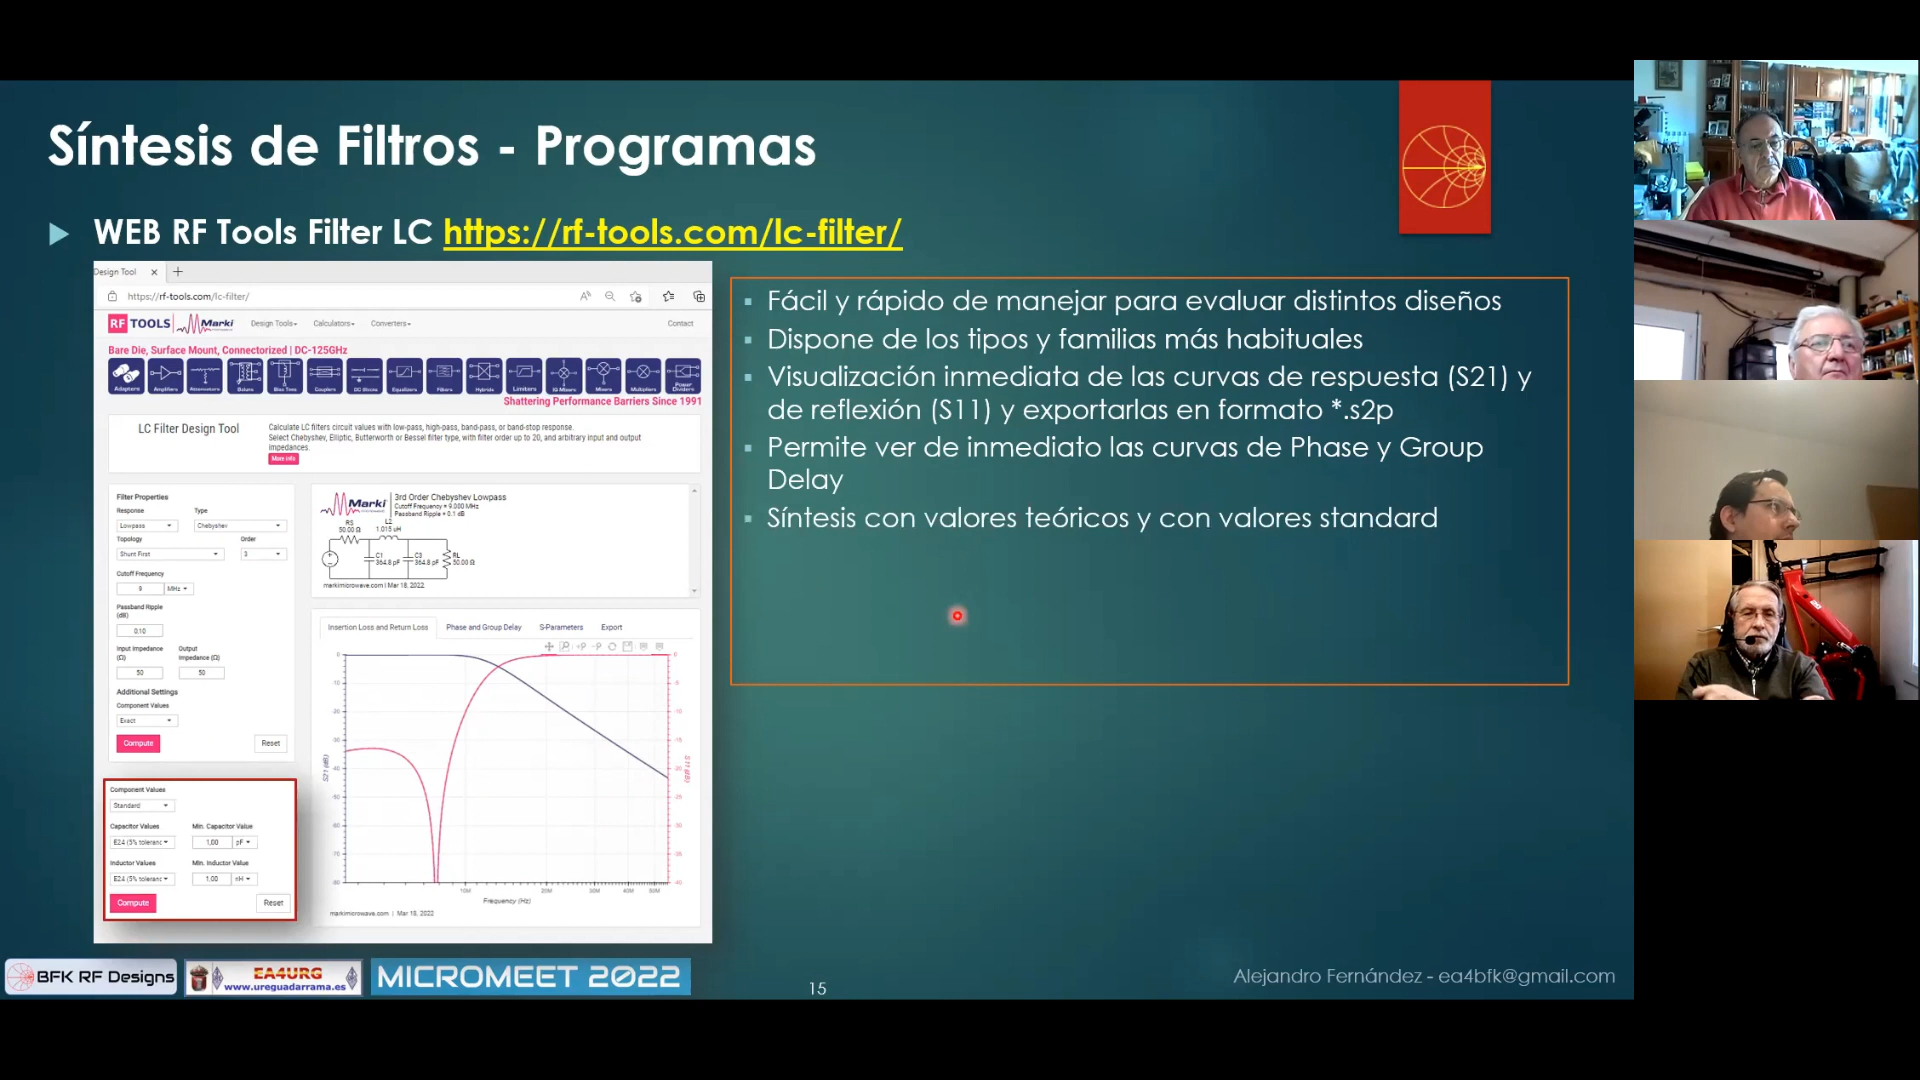 Síntesis de Filtros - Programas
WEB RF Tools Filter LC https://rf-tools.com/lc-filter/
Design Tool
https://rf-tools.com/lc-filter/
RF TOOLS Marki Design Tools Calculators Converters Contact
Bare Die, Surface Mount, Connectorized | DC-125GHz
Adapters Amplifiers Attenuators Baluns Bias Tees Couplers DC Blocks Equalizers Filters Hybrids Limiters IQ Mixers Mixers Multipliers Power Dividers
Shattering Performance Barriers Since 1991
LC Filter Design Tool
Calculate LC filters circuit values with low-pass, high-pass, band-pass, or band-stop response.
Select Chebyshev, Elliptic, Butterworth or Bessel filter type, with filter order up to 20, and arbitrary input and output
impedances.
More info
Filter Properties
Response Type
Lowpass Chebyshev
Topology Order
Shunt First 3
Cutoff Frequency
9 MHz
Passband Ripple
(dB)
0.10
Input Impedance Output
(Ω) Impedance (Ω)
50 50
Additional Settings
Component Values
Exact
Compute Reset
Component Values
Standard
Capacitor Values Min. Capacitor Value
E24 (5% toleranc 1.00 pF
Inductor Values Min. Inductor Value
E24 (5% toleranc 1.00 nH
Compute Reset
Marki
3rd Order Chebyshev Lowpass
Cutoff Frequency = 9.000 MHz
Passband Ripple = 0.1 dB
RS L2
50.00 Ω 1.015 uH
C1 C3 RL
364.8 pF 364.8 pF 50.00 Ω
markimicrowave.com | Mar 18, 2022
Insertion Loss and Return Loss Phase and Group Delay S-Parameters Export
S21 (dB)
S11 (dB)
10M 20M 30M 40M 50M
Frequency (Hz)
markimicrowave.com | Mar 18, 2022
Fácil y rápido de manejar para evaluar distintos diseños
Dispone de los tipos y familias más habituales
Visualización inmediata de las curvas de respuesta (S21) y
de reflexión (S11) y exportarlas en formato *.s2p
Permite ver de inmediato las curvas de Phase y Group
Delay
Síntesis con valores teóricos y con valores standard
BFK RF Designs
EA4URG
www.ureguadarrama.es
MICROMEET 2022
15
Alejandro Fernández - ea4bfk@gmail.com